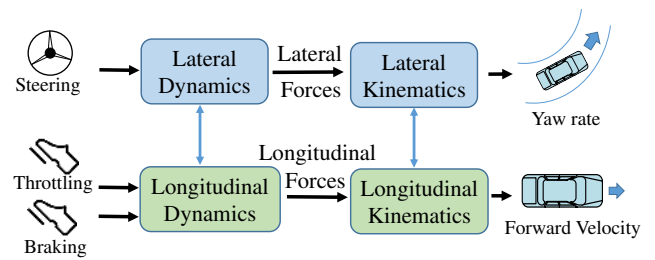 Steering
Lateral
Dynamics
Lateral
Forces
Lateral
Kinematics
Yaw rate
Throttling
Braking
Longitudinal
Dynamics
Longitudinal
Forces
Longitudinal
Kinematics
Forward Velocity